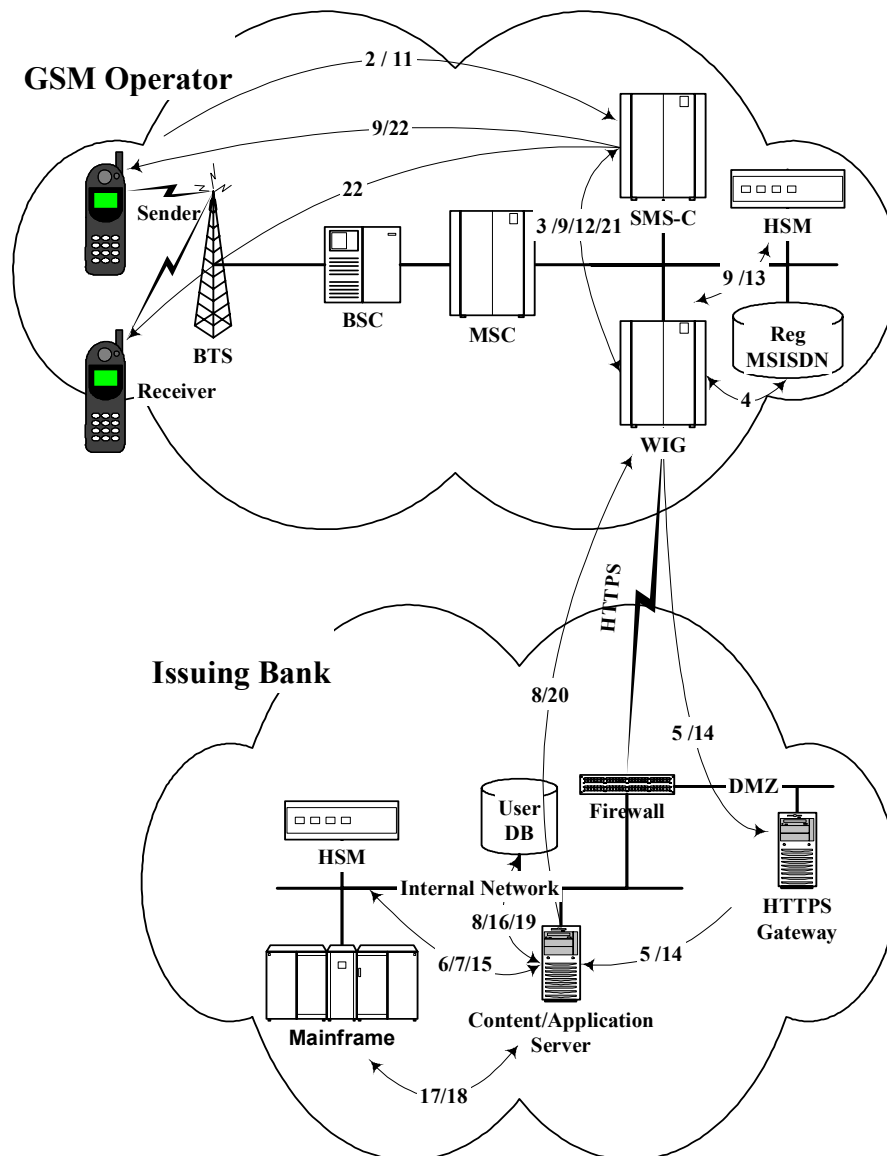 2 / 11
GSM Operator
9/22
22
Sender
3 /9/12/21
SMS-C
HSM
9 /13
BSC
MSC
BTS
Reg
MSISDN
Receiver
4
WIG
HTTPS
Issuing Bank
8/20
5 /14
DMZ
User
DB
Firewall
HSM
Internal Network
HTTPS
Gateway
8/16/19
6/7/15
5 /14
Content/Application
Server
Mainframe
17/18